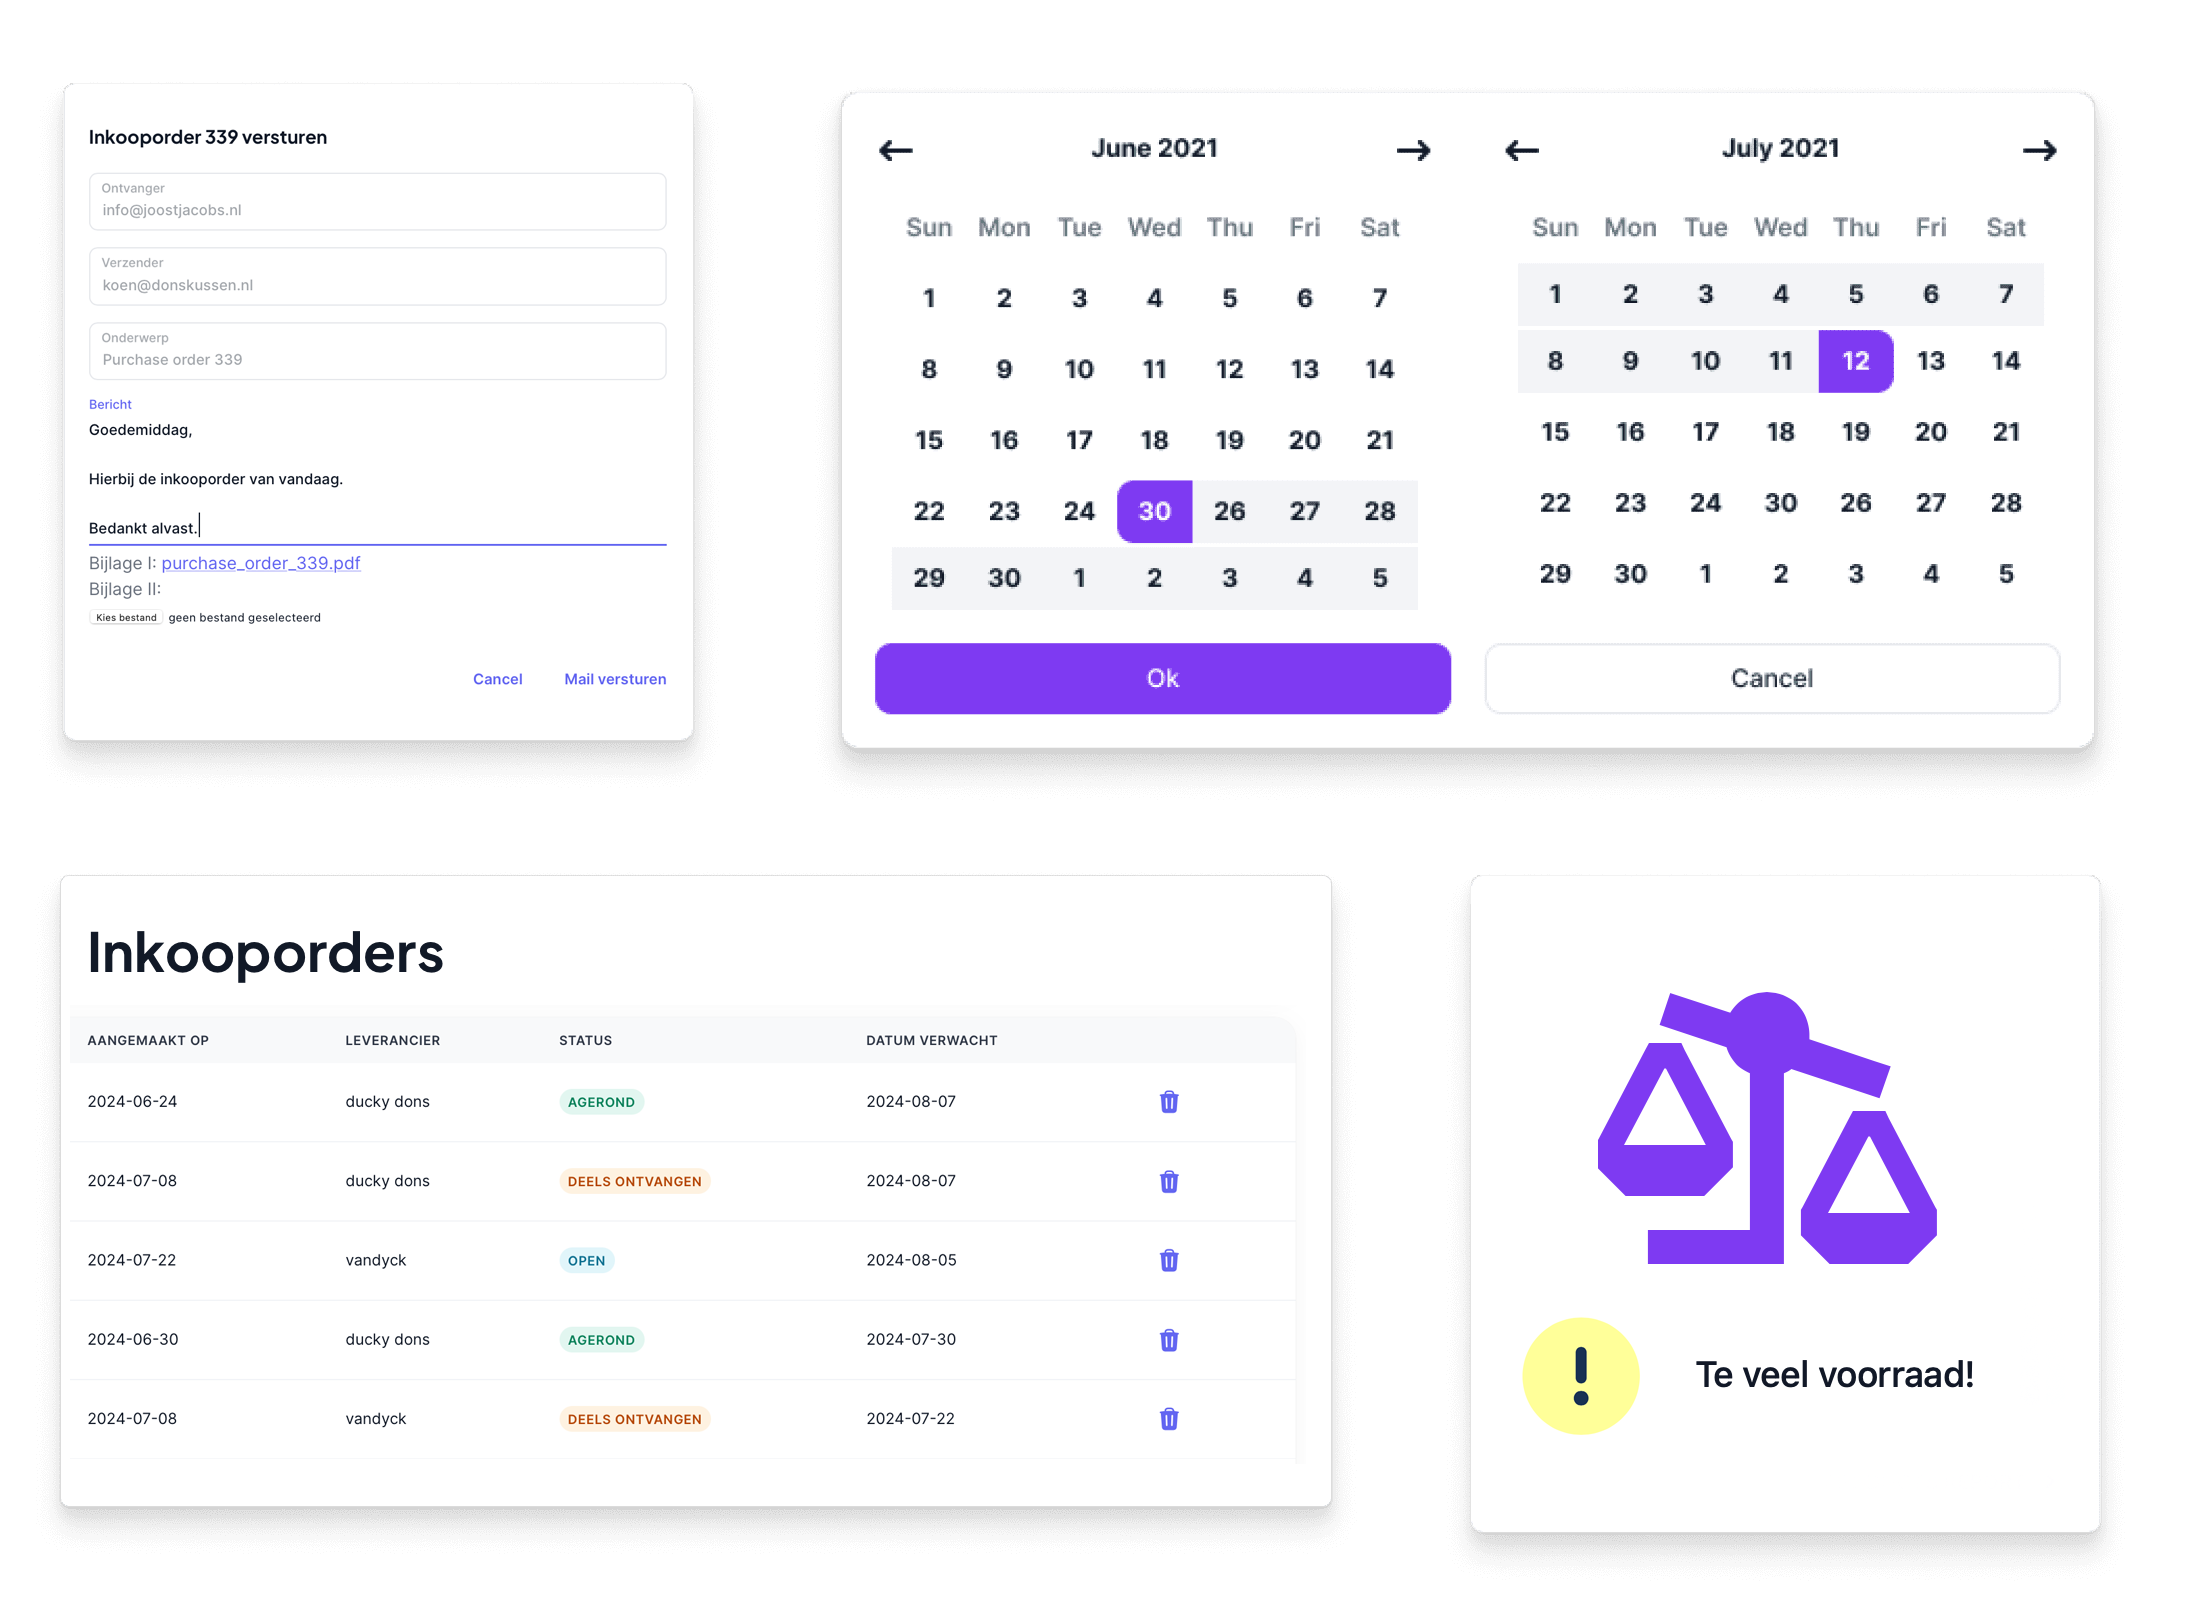 Inkooporder 339 versturen
Ontvanger
info@joostjacobs.nl
Verzender
koen@donskussen.nl
Onderwerp
Purchase order 339
Bericht
Goedemiddag,
Hierbij de inkooporder van vandaag.
Bedankt alvast.
Bijlage I: purchase_order_339.pdf
Bijlage II:
Kies bestand geen bestand geselecteerd
Cancel Mail versturen
June 2021
Sun Mon Tue Wed Thu Fri Sat
1 2 3 4 5 6 7
8 9 10 11 12 13 14
15 16 17 18 19 20 21
22 23 24 30 26 27 28
29 30 1 2 3 4 5
July 2021
Sun Mon Tue Wed Thu Fri Sat
1 2 3 4 5 6 7
8 9 10 11 12 13 14
15 16 17 18 19 20 21
22 23 24 30 26 27 28
29 30 1 2 3 4 5
Ok Cancel
Inkooporders
AANGEMAAKT OP LEVERANCIER STATUS DATUM VERWACHT
2024-06-24 ducky dons AGEROND 2024-08-07
2024-07-08 ducky dons DEELS ONTVANGEN 2024-08-07
2024-07-22 vandyck OPEN 2024-08-05
2024-06-30 ducky dons AGEROND 2024-07-30
2024-07-08 vandyck DEELS ONTVANGEN 2024-07-22
! Te veel voorraad!